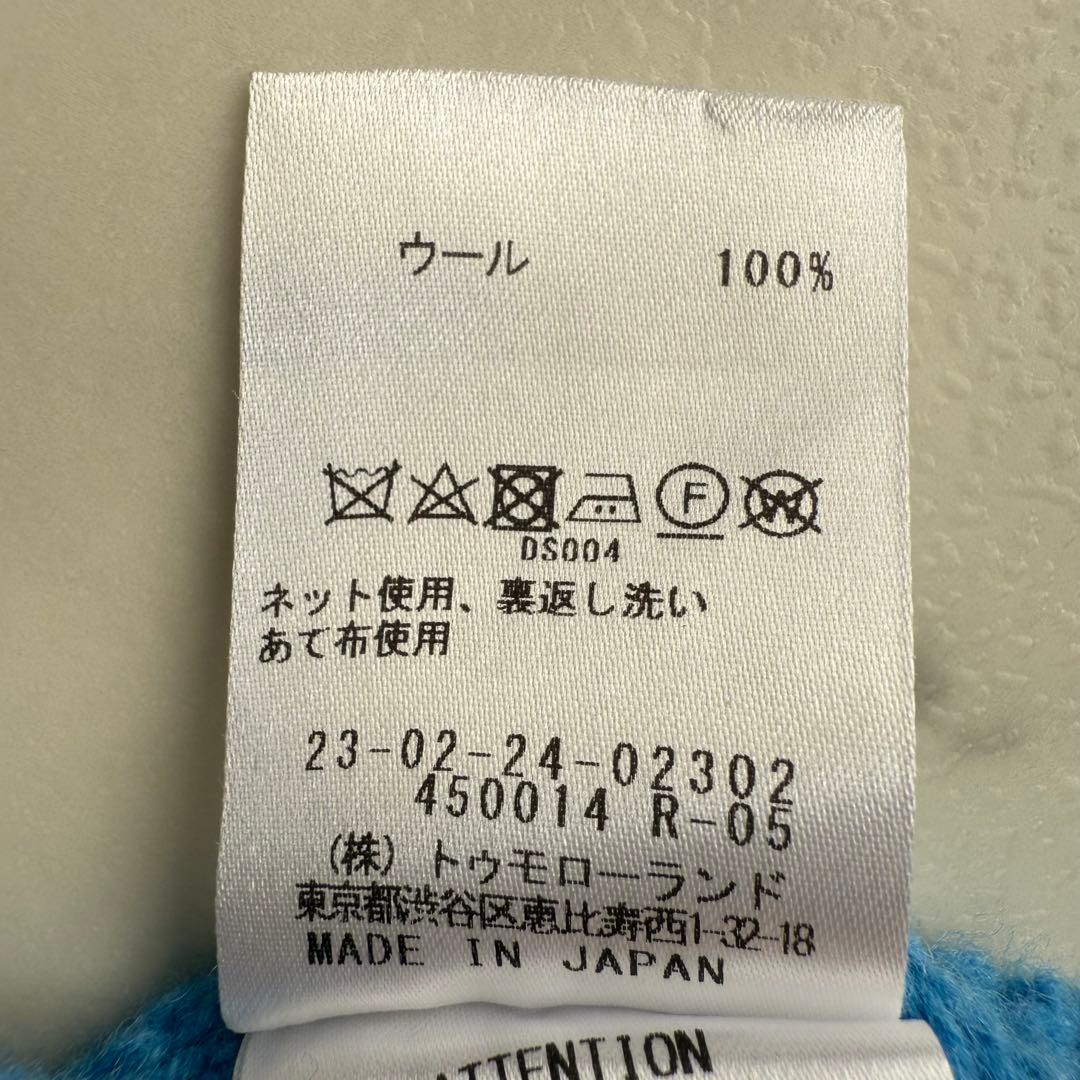 ウール 100%
F W
DS004
ネット使用、裏返し洗い
あて布使用
23-02-24-02302
450014 R-05
(株)トゥモローランド
東京都渋谷区恵比寿西1-32-18
MADE IN JAPAN
ATTENTION